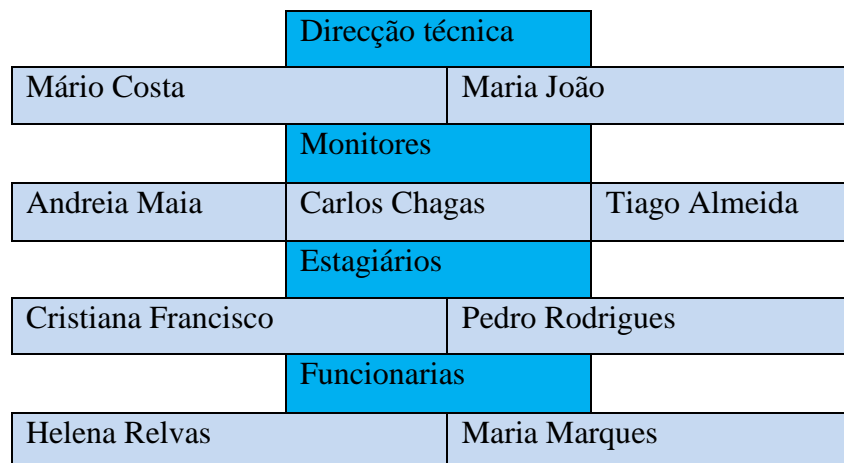 Direcção técnica
Mário Costa Maria João
Monitores
Andreia Maia Carlos Chagas Tiago Almeida
Estagiários
Cristiana Francisco Pedro Rodrigues
Funcionarias
Helena Relvas Maria Marques